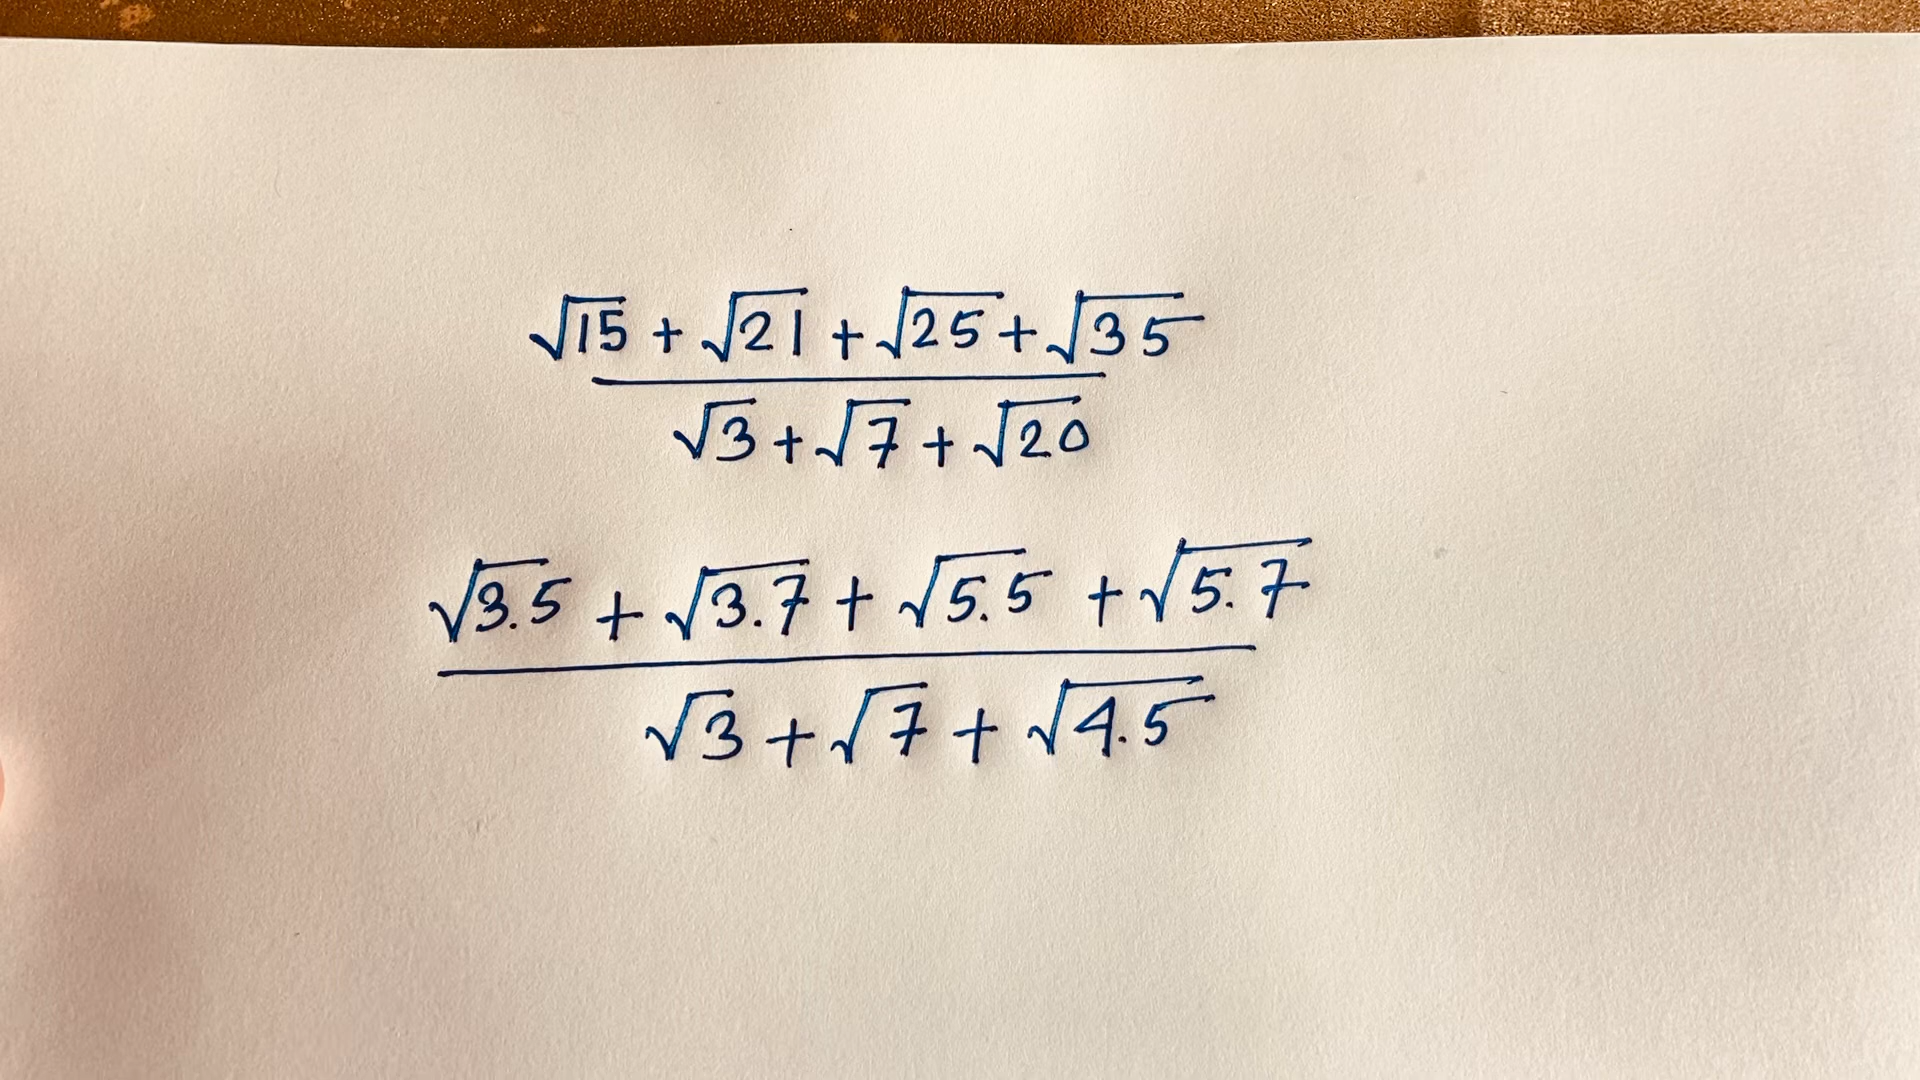 √15 + √21 + √25 + √35
√3 + √7 + √20
√3.5 + √3.7 + √5.5 + √5.7
√3 + √7 + √4.5